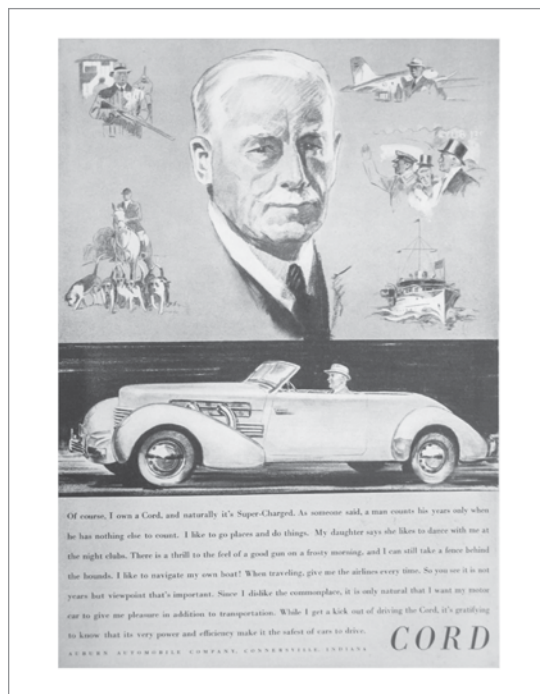 Of course, I own a Cord, and naturally it's Super-Charged. As someone said, a man counts his years only when
he has nothing else to count. I like to go places and do things. My daughter says she likes to dance with me at
the night clubs. There is a thrill to the feel of a good gun on a frosty morning, and I can still take a fence behind
the hounds. I like to navigate my own boat! When traveling, give me the airlines every time. So you see it is not
years but viewpoint that's important. Since I dislike the commonplace, it is only natural that I want my motor
car to give me pleasure in addition to transportation. While I get a kick out of driving the Cord, it's gratifying
to know that its very power and efficiency make it the safest of cars to drive.
CORD
AUBURN AUTOMOBILE COMPANY, CONNERSVILLE, INDIANA